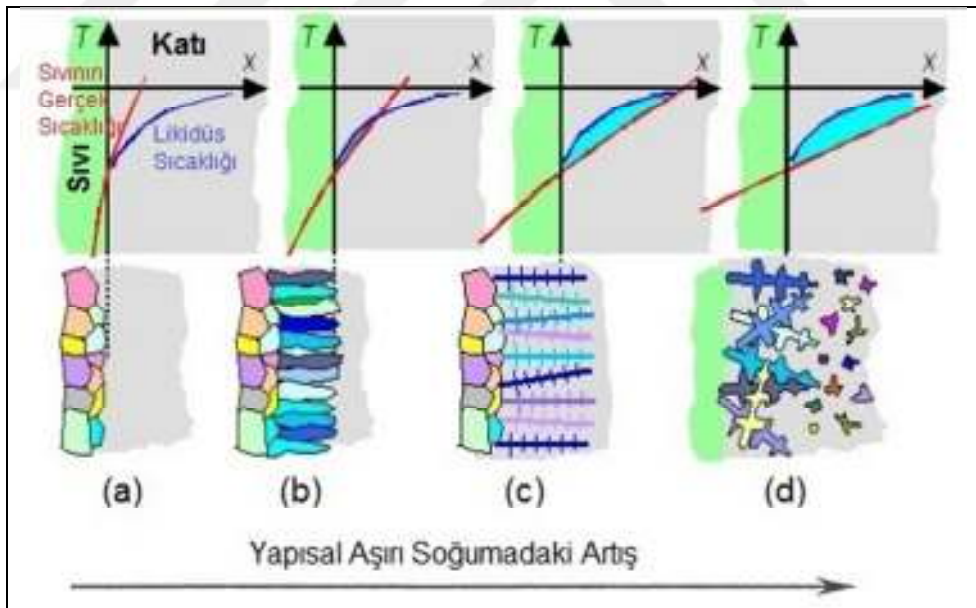 T
Katı
X
Sıvının
Gerçek
Sıcaklığı
Likidüs
Sıcaklığı
Sıvı
T
X
T
X
T
X
(a)
(b)
(c)
(d)
Yapısal Aşırı Soğumadaki Artış